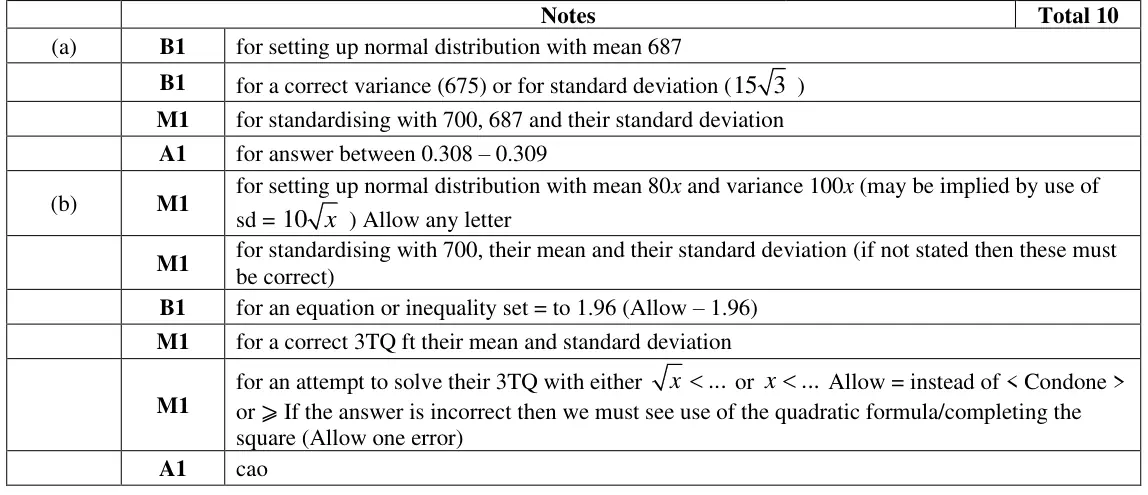 Notes Total 10
(a) B1 for setting up normal distribution with mean 687
B1 for a correct variance (675) or for standard deviation (15√3 )
M1 for standardising with 700, 687 and their standard deviation
A1 for answer between 0.308 – 0.309
(b) M1 for setting up normal distribution with mean 80x and variance 100x (may be implied by use of
sd = 10√x ) Allow any letter
M1 for standardising with 700, their mean and their standard deviation (if not stated then these must
be correct)
B1 for an equation or inequality set = to 1.96 (Allow – 1.96)
M1 for a correct 3TQ ft their mean and standard deviation
M1 for an attempt to solve their 3TQ with either √x < ... or x < ... Allow = instead of < Condone >
or ⩾ If the answer is incorrect then we must see use of the quadratic formula/completing the
square (Allow one error)
A1 cao